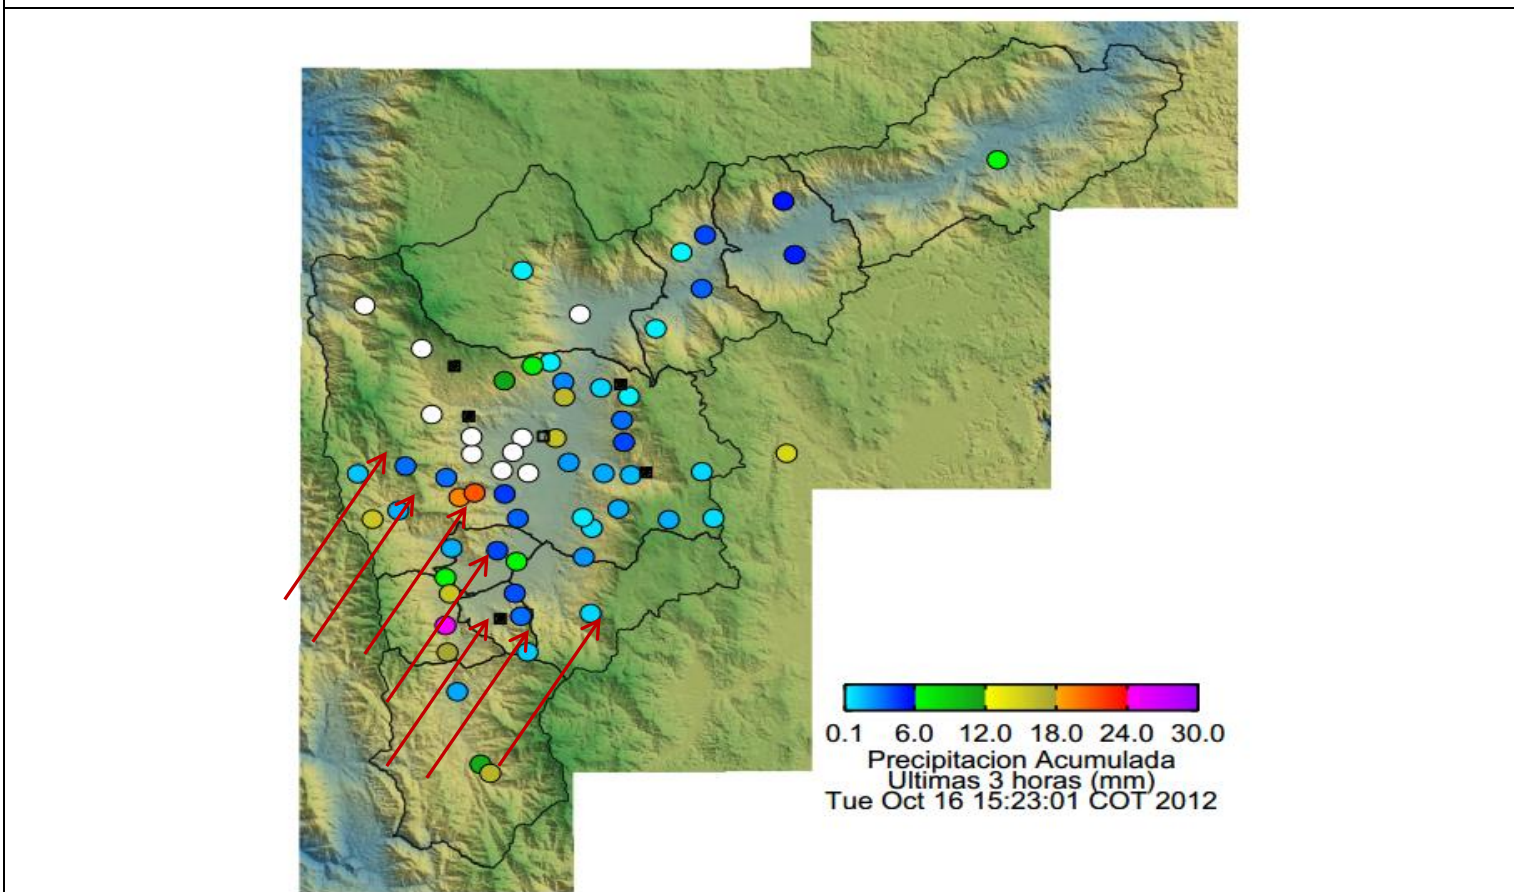 0.1 6.0 12.0 18.0 24.0 30.0
Precipitacion Acumulada
Ultimas 3 horas (mm)
Tue Oct 16 15:23:01 COT 2012